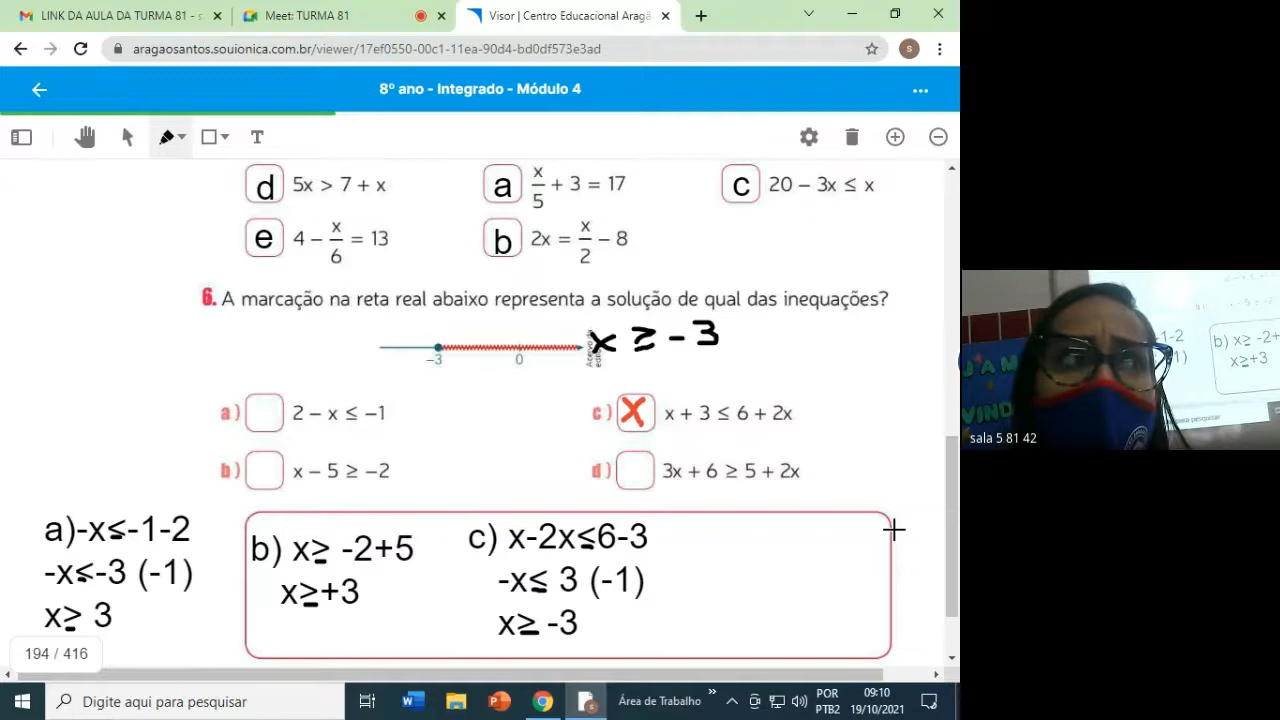 LINK DA AULA DA TURMA 81 - s
Meet: TURMA 81
Visor | Centro Educacional Aragã
aragaosantos.souionica.com.br/viewer/17ef0550-00c1-11ea-90d4-bd0df573e3ad
s
8º ano - Integrado - Módulo 4
T
d 5x > 7 + x
a x/5 + 3 = 17
c 20 – 3x ≤ x
e 4 – x/6 = 13
b 2x = x/2 – 8
6. A marcação na reta real abaixo representa a solução de qual das inequações?
x ≥ -3
–3 0
a) 2 – x ≤ –1
c) X x + 3 ≤ 6 + 2x
b) x – 5 ≥ –2
d) 3x + 6 ≥ 5 + 2x
a)-x≤-1-2
-x≤-3 (-1)
x≥ 3
b) x≥ -2+5
x≥+3
c) x-2x≤6-3
-x≤ 3 (-1)
x≥ -3
194 / 416
Digite aqui para pesquisar
Área de Trabalho
POR
PTB2
09:10
19/10/2021
b) x≥ -2+
x≥+3
sala 5 81 42